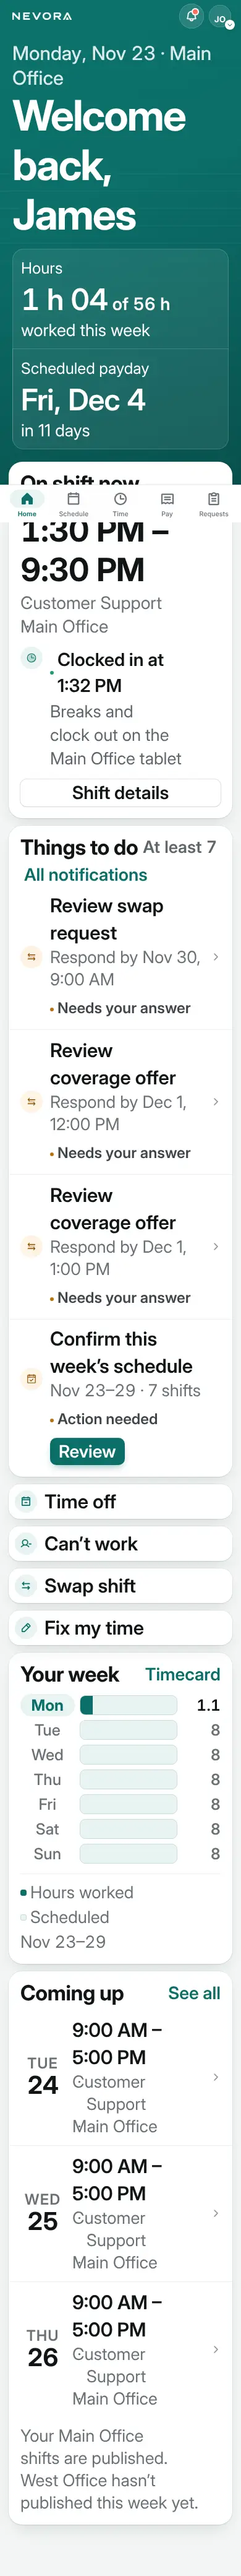 NEVORA
JO
Monday, Nov 23 · Main
Office
Welcome
back,
James
Hours
1 h 04 of 56 h
worked this week
Scheduled payday
Fri, Dec 4
in 11 days
On shift now
Home
Schedule
Time
Pay
Requests
1:30 PM –
9:30 PM
Customer Support
Main Office
Clocked in at
1:32 PM
Breaks and
clock out on the
Main Office tablet
Shift details
Things to do At least 7
All notifications
Review swap
request
Respond by Nov 30,
9:00 AM
Needs your answer
Review
coverage offer
Respond by Dec 1,
12:00 PM
Needs your answer
Review
coverage offer
Respond by Dec 1,
1:00 PM
Needs your answer
Confirm this
week's schedule
Nov 23–29 · 7 shifts
Action needed
Review
Time off
Can't work
Swap shift
Fix my time
Your week Timecard
Mon 1.1
Tue 8
Wed 8
Thu 8
Fri 8
Sat 8
Sun 8
Hours worked
Scheduled
Nov 23–29
Coming up See all
TUE
24
9:00 AM –
5:00 PM
Customer
Support
Main Office
WED
25
9:00 AM –
5:00 PM
Customer
Support
Main Office
THU
26
9:00 AM –
5:00 PM
Customer
Support
Main Office
Your Main Office
shifts are published.
West Office hasn't
published this week yet.